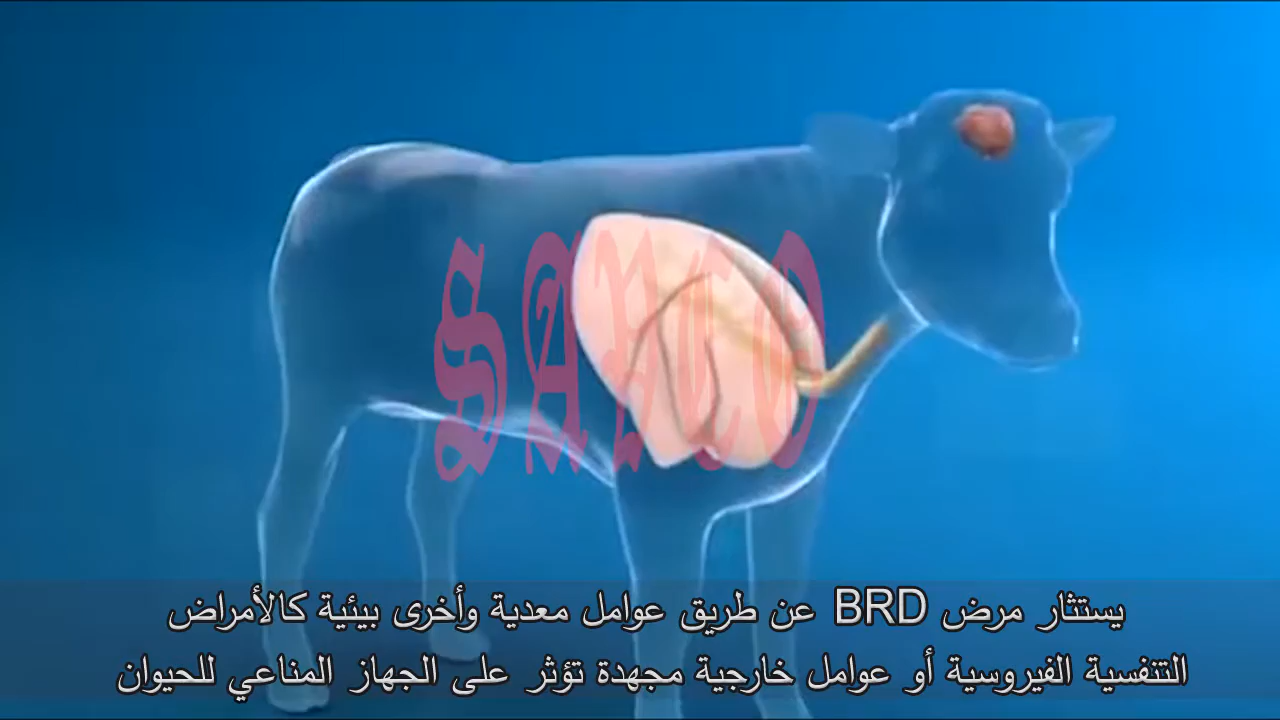 SAVCO
يستثار مرض BRD عن طريق عوامل معدية وأخرى بيئية كالأمراض
التنفسية الفيروسية أو عوامل خارجية مجهدة تؤثر على الجهاز المناعي للحيوان